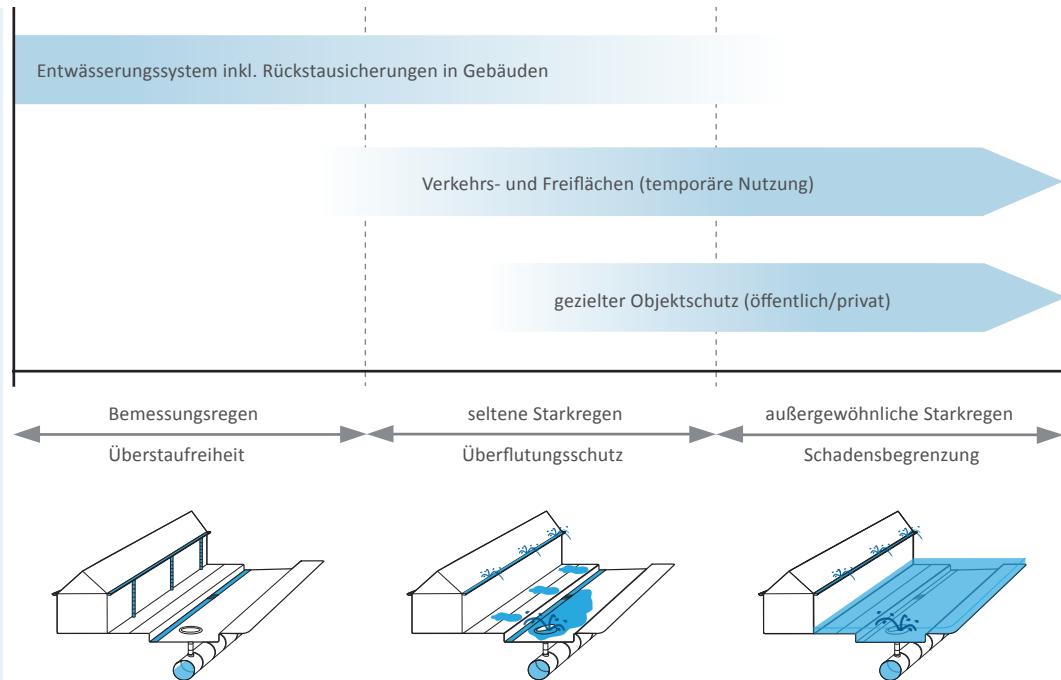 Entwässerungssystem inkl. Rückstausicherungen in Gebäuden
Verkehrs- und Freiflächen (temporäre Nutzung)
gezielter Objektschutz (öffentlich/privat)
Bemessungsregen
seltene Starkregen
außergewöhnliche Starkregen
Überstaufreiheit
Überflutungsschutz
Schadensbegrenzung